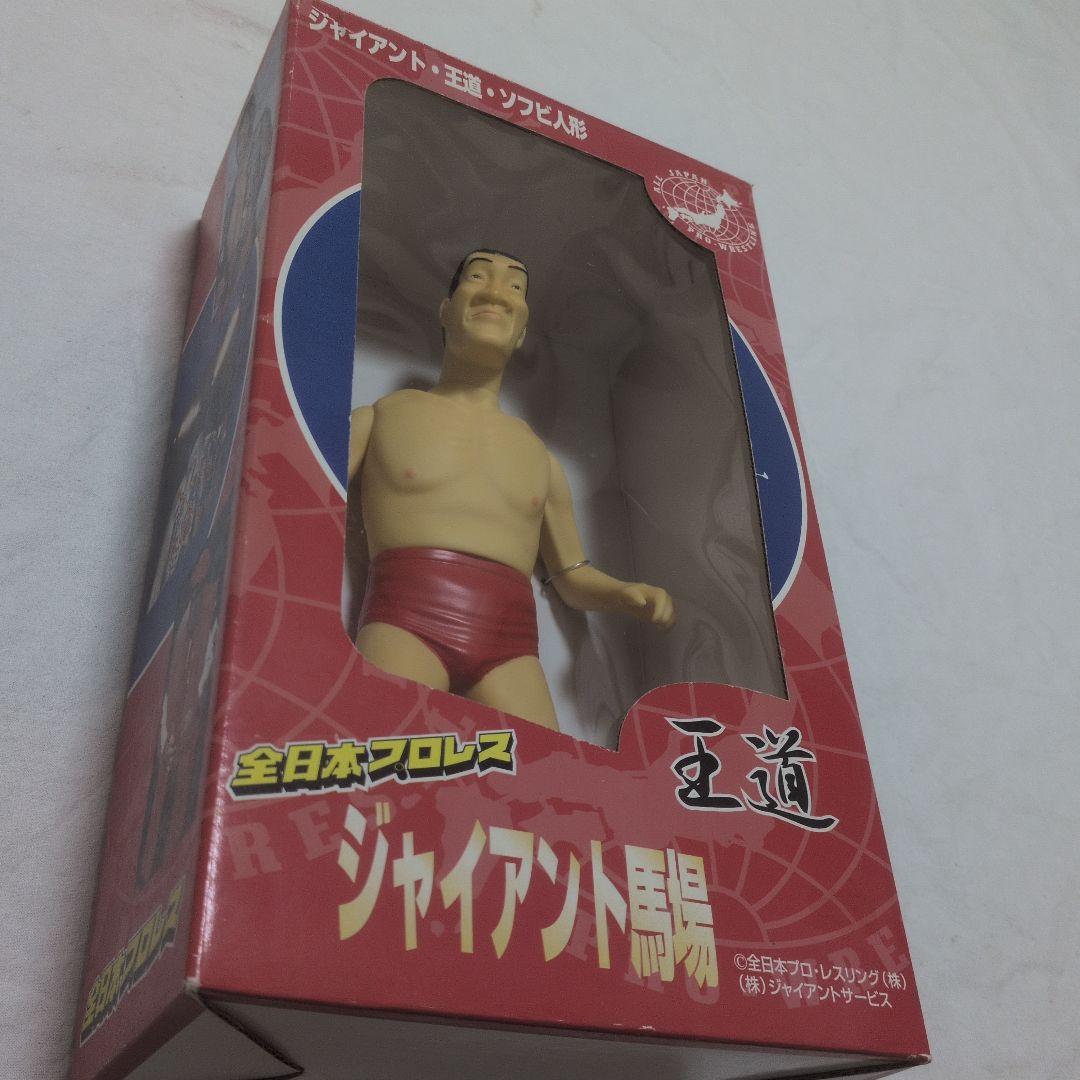 ジャイアント・王道・ソフビ人形
ALL JAPAN
PRO-WRESTLING
全日本プロレス
王道
ジャイアント馬場
©全日本プロ・レスリング(株)
(株)ジャイアントサービス
全日本プロレス